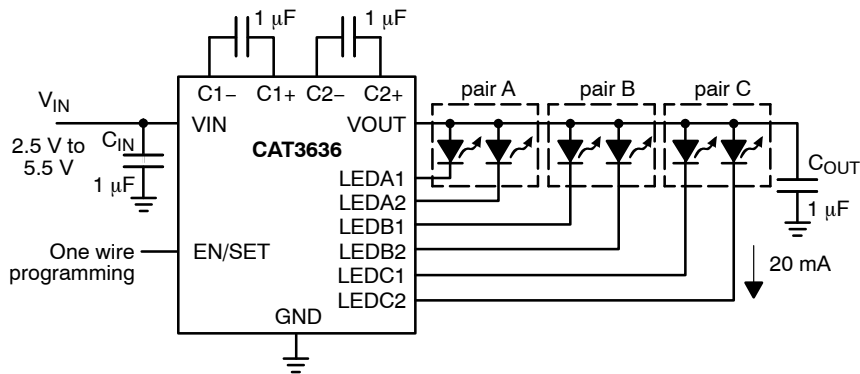 1 µF
1 µF
C1−
C1+
C2−
C2+
pair A
pair B
pair C
VIN
VIN
VOUT
2.5 V to
5.5 V
CIN
1 µF
CAT3636
LEDA1
LEDA2
LEDB1
LEDB2
LEDC1
LEDC2
COUT
1 µF
One wire
programming
EN/SET
20 mA
GND